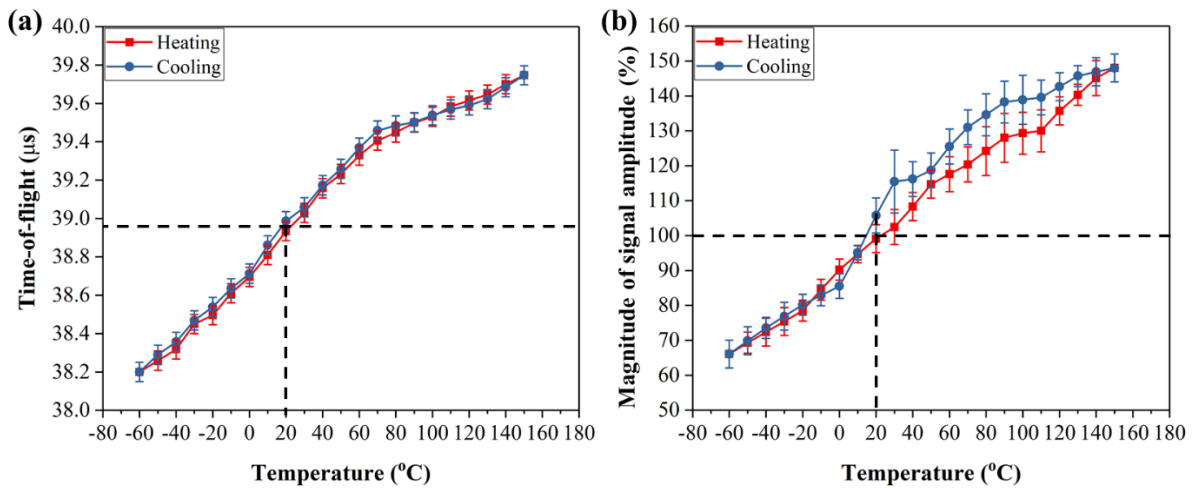 (a)
Heating
Cooling
Time-of-flight (µs)
40.0
39.8
39.6
39.4
39.2
39.0
38.8
38.6
38.4
38.2
38.0
-80 -60 -40 -20 0 20 40 60 80 100 120 140 160 180
Temperature (°C)
(b)
Heating
Cooling
Magnitude of signal amplitude (%)
160
150
140
130
120
110
100
90
80
70
60
50
-80 -60 -40 -20 0 20 40 60 80 100 120 140 160 180
Temperature (°C)